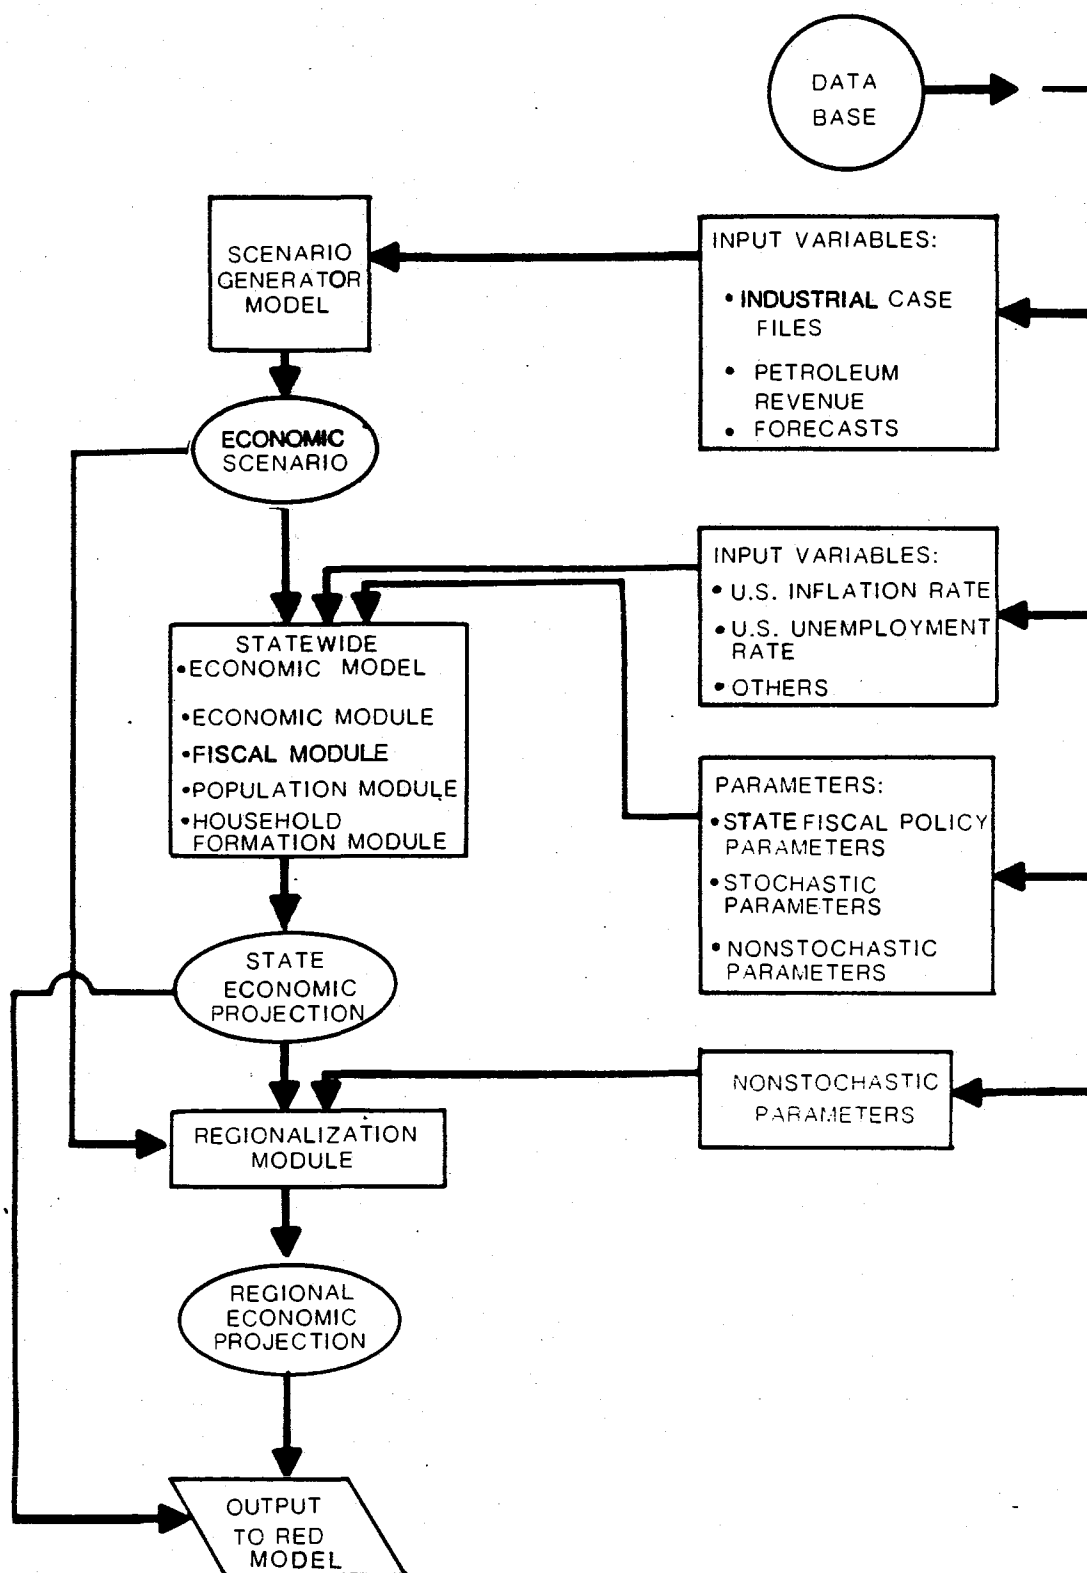 DATA
BASE
SCENARIO
GENERATOR
MODEL
INPUT VARIABLES:
• INDUSTRIAL CASE
FILES
• PETROLEUM
REVENUE
• FORECASTS
ECONOMIC
SCENARIO
INPUT VARIABLES:
• U.S. INFLATION RATE
• U.S. UNEMPLOYMENT
RATE
• OTHERS
STATEWIDE
• ECONOMIC MODEL
• ECONOMIC MODULE
• FISCAL MODULE
• POPULATION MODULE
• HOUSEHOLD
FORMATION MODULE
PARAMETERS:
• STATE FISCAL POLICY
PARAMETERS
• STOCHASTIC
PARAMETERS
• NONSTOCHASTIC
PARAMETERS
STATE
ECONOMIC
PROJECTION
NONSTOCHASTIC
PARAMETERS
REGIONALIZATION
MODULE
REGIONAL
ECONOMIC
PROJECTION
OUTPUT
TO RED
MODEL